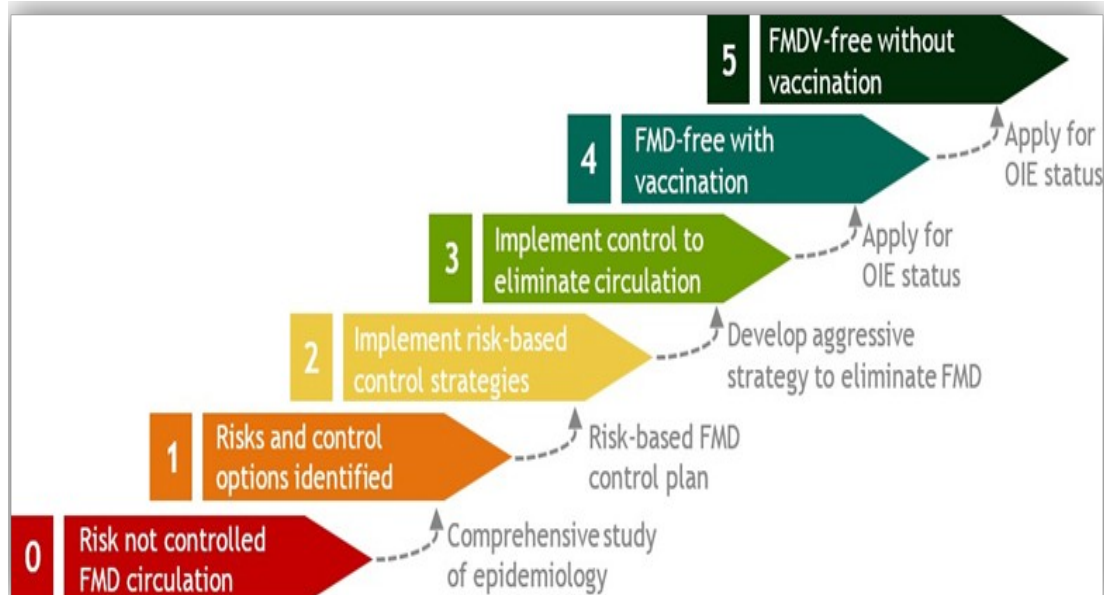 5
FMDV-free without
vaccination
Apply for
OIE status
4
FMD-free with
vaccination
Apply for
OIE status
3
Implement control to
eliminate circulation
Develop aggressive
strategy to eliminate FMD
2
Implement risk-based
control strategies
Risk-based FMD
control plan
1
Risks and control
options identified
Comprehensive study
of epidemiology
0
Risk not controlled
FMD circulation